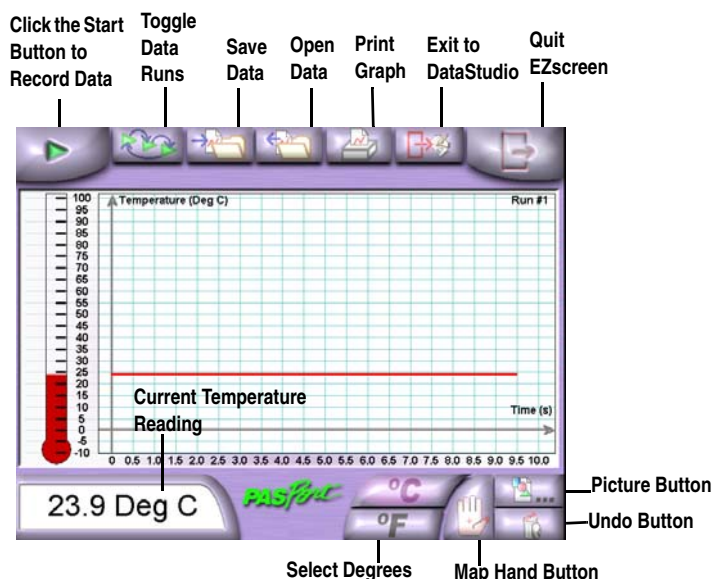 Click the Start
Button to
Record Data
Toggle
Data
Runs
Save
Data
Open
Data
Print
Graph
Exit to
DataStudio
Quit
EZscreen
Temperature (Deg C)
Run #1
100
95
90
85
80
75
70
65
60
55
50
45
40
35
30
25
20
15
10
5
0
-5
-10
Current Temperature
Reading
Time (s)
0 0.5 1.0 1.5 2.0 2.5 3.0 3.5 4.0 4.5 5.0 5.5 6.0 6.5 7.0 7.5 8.0 8.5 9.0 9.5 10.0
23.9 Deg C
PASPort
°C
°F
...
Picture Button
Undo Button
Select Degrees
Map Hand Button